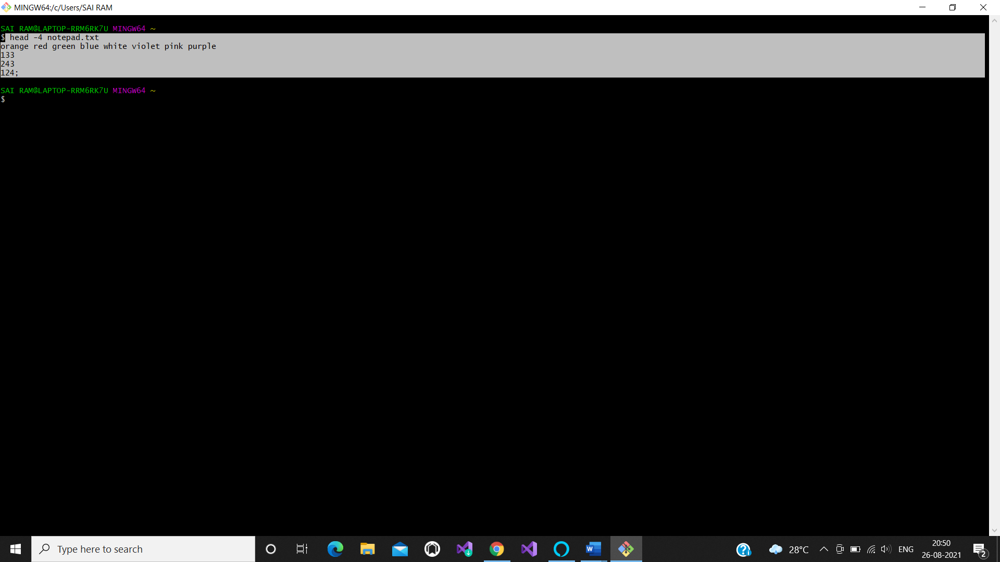 MINGW64:/c/Users/SAI RAM
SAI RAM@LAPTOP-RRM6RK7U MINGW64 ~
$ head -4 notepad.txt
orange red green blue white violet pink purple
133
243
124;
SAI RAM@LAPTOP-RRM6RK7U MINGW64 ~
$
Type here to search
28°C
ENG
20:50
26-08-2021
2